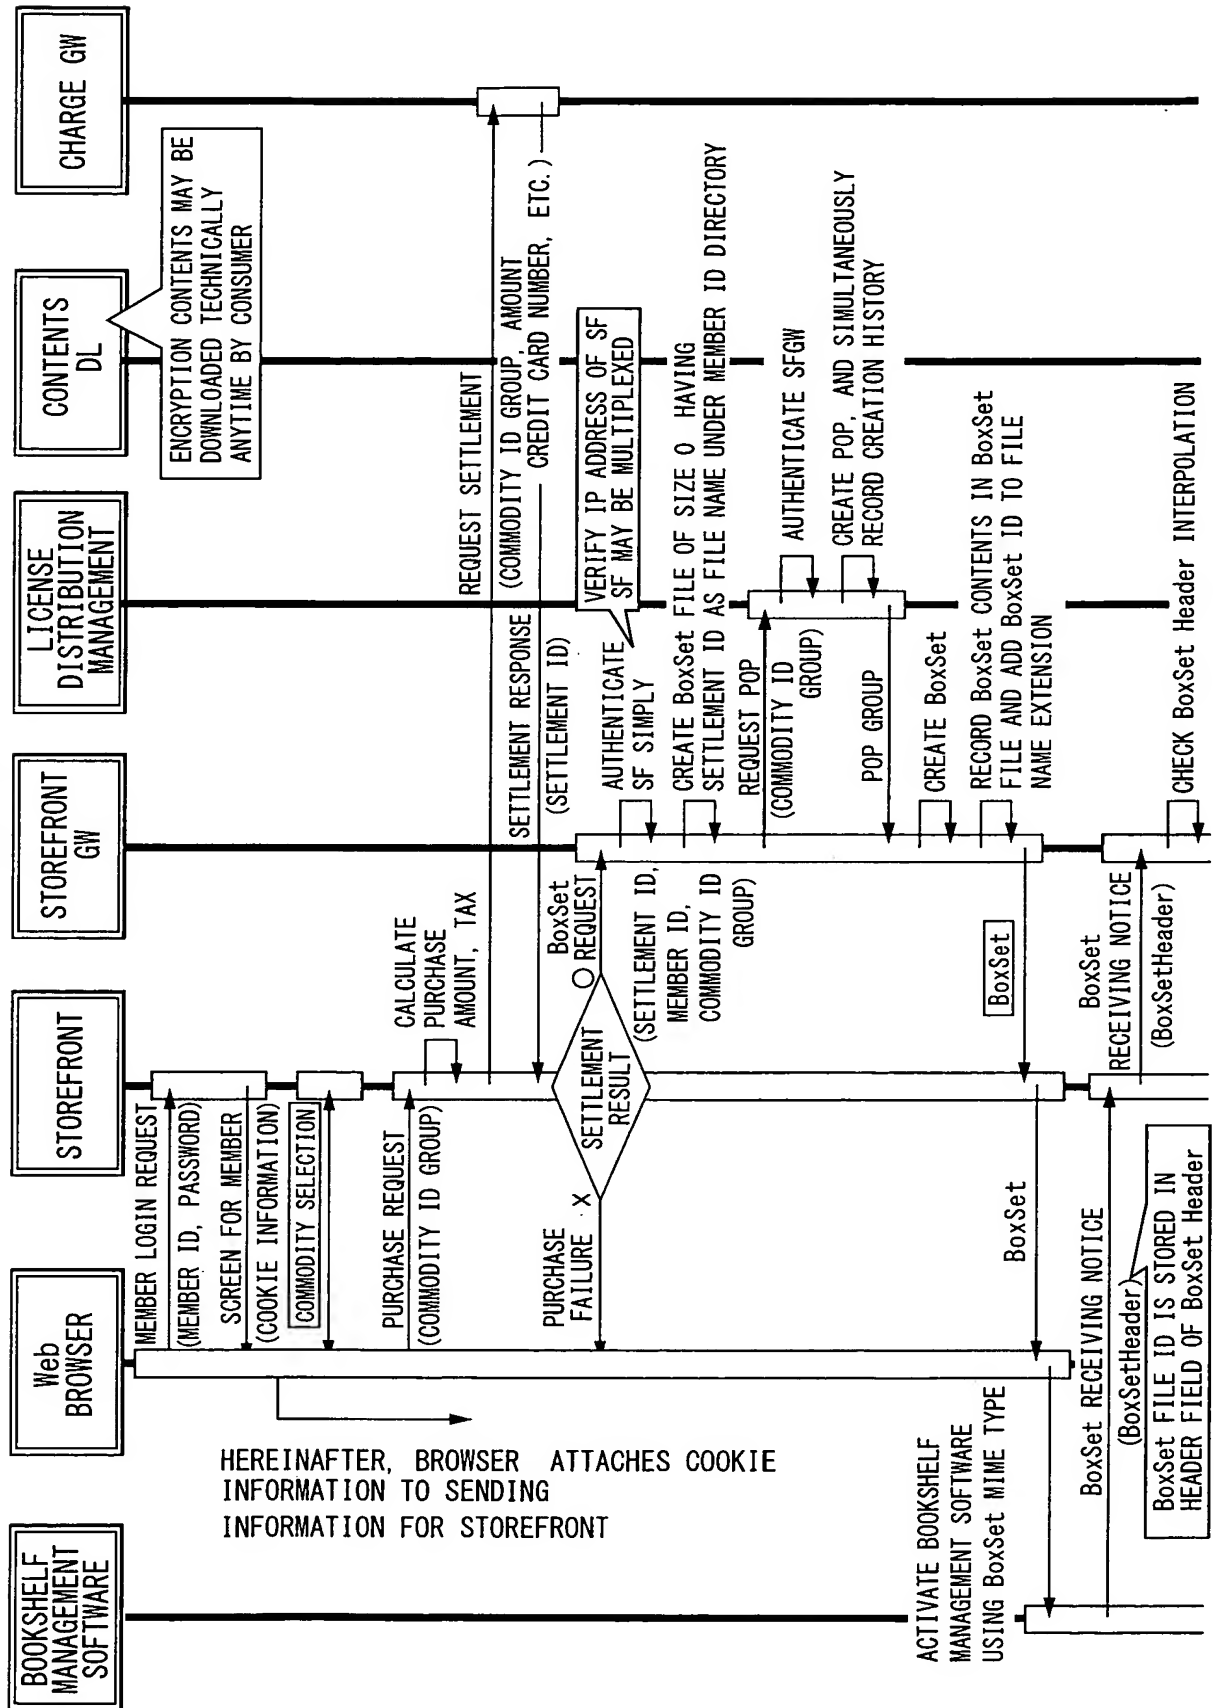 BOOKSHELF
MANAGEMENT
SOFTWARE
Web
BROWSER
STOREFRONT
STOREFRONT
GW
LICENSE
DISTRIBUTION
MANAGEMENT
CONTENTS
DL
CHARGE GW
ENCRYPTION CONTENTS MAY BE
DOWNLOADED TECHNICALLY
ANYTIME BY CONSUMER
MEMBER LOGIN REQUEST
(MEMBER ID, PASSWORD)
SCREEN FOR MEMBER
(COOKIE INFORMATION)
HEREINAFTER, BROWSER ATTACHES COOKIE
INFORMATION TO SENDING
INFORMATION FOR STOREFRONT
COMMODITY SELECTION
PURCHASE REQUEST
(COMMODITY ID GROUP)
CALCULATE
PURCHASE
AMOUNT, TAX
REQUEST SETTLEMENT
(COMMODITY ID GROUP, AMOUNT
CREDIT CARD NUMBER, ETC.)
SETTLEMENT RESPONSE
(SETTLEMENT ID)
SETTLEMENT
RESULT
PURCHASE
FAILURE X
O
BoxSet
REQUEST
(SETTLEMENT ID,
MEMBER ID,
COMMODITY ID
GROUP)
AUTHENTICATE
SF SIMPLY
VERIFY IP ADDRESS OF SF
SF MAY BE MULTIPLEXED
CREATE BoxSet FILE OF SIZE 0 HAVING
SETTLEMENT ID AS FILE NAME UNDER MEMBER ID DIRECTORY
REQUEST POP
(COMMODITY ID
GROUP)
AUTHENTICATE SFGW
CREATE POP, AND SIMULTANEOUSLY
RECORD CREATION HISTORY
POP GROUP
CREATE BoxSet
RECORD BoxSet CONTENTS IN BoxSet
FILE AND ADD BoxSet ID TO FILE
NAME EXTENSION
BoxSet
BoxSet
ACTIVATE BOOKSHELF
MANAGEMENT SOFTWARE
USING BoxSet MIME TYPE
BoxSet RECEIVING NOTICE
(BoxSetHeader)
BoxSet FILE ID IS STORED IN
HEADER FIELD OF BoxSet Header
BoxSet
RECEIVING NOTICE
(BoxSetHeader)
CHECK BoxSet Header INTERPOLATION